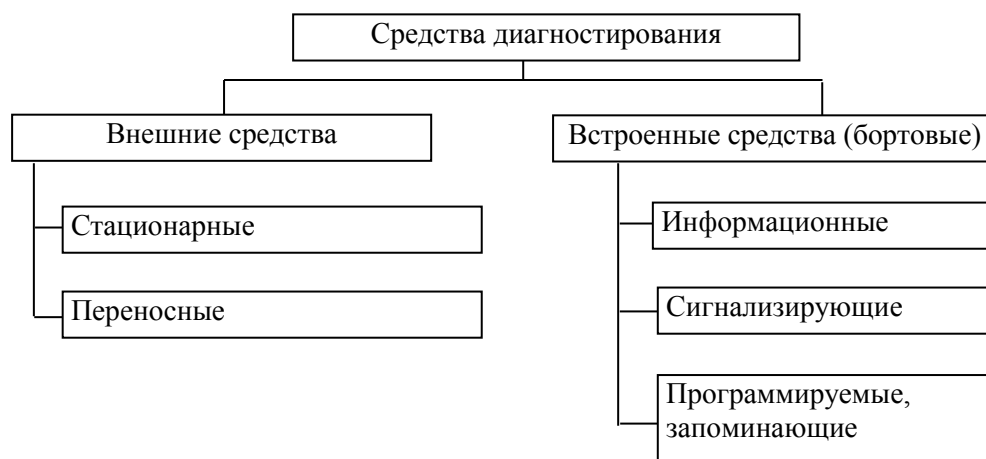 Средства диагностирования
Внешние средства
Встроенные средства (бортовые)
Стационарные
Переносные
Информационные
Сигнализирующие
Программируемые,
запоминающие